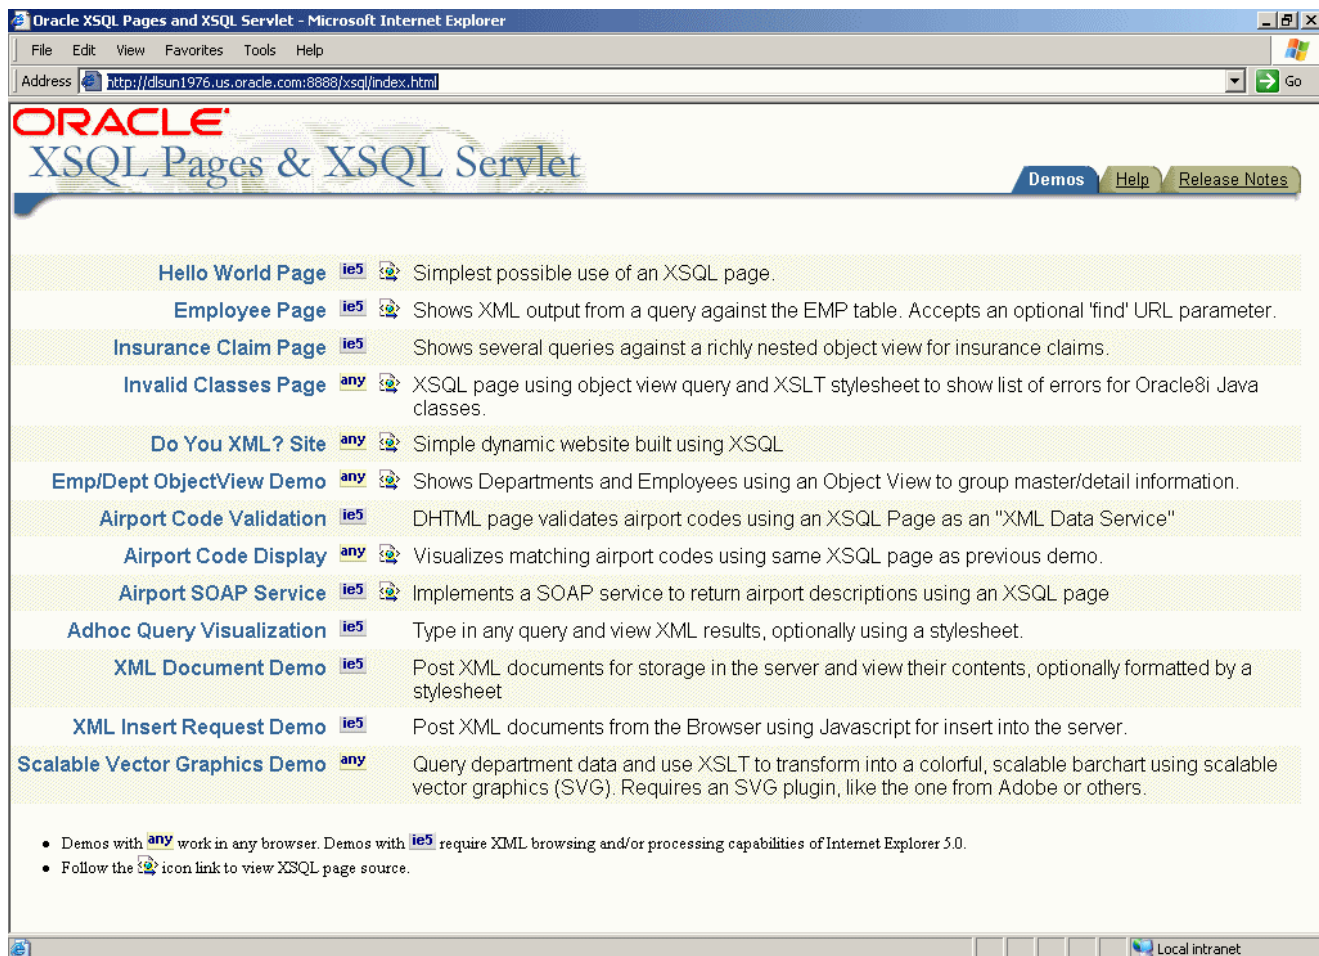 Oracle XSQL Pages and XSQL Servlet - Microsoft Internet Explorer
File Edit View Favorites Tools Help
Address http://dlsun1976.us.oracle.com:8888/xsql/index.html Go
ORACLE
XSQL Pages & XSQL Servlet
Demos Help Release Notes
Hello World Page ie5 Simplest possible use of an XSQL page.
Employee Page ie5 Shows XML output from a query against the EMP table. Accepts an optional 'find' URL parameter.
Insurance Claim Page ie5 Shows several queries against a richly nested object view for insurance claims.
Invalid Classes Page any XSQL page using object view query and XSLT stylesheet to show list of errors for Oracle8i Java
classes.
Do You XML? Site any Simple dynamic website built using XSQL
Emp/Dept ObjectView Demo any Shows Departments and Employees using an Object View to group master/detail information.
Airport Code Validation ie5 DHTML page validates airport codes using an XSQL Page as an "XML Data Service"
Airport Code Display any Visualizes matching airport codes using same XSQL page as previous demo.
Airport SOAP Service ie5 Implements a SOAP service to return airport descriptions using an XSQL page
Adhoc Query Visualization ie5 Type in any query and view XML results, optionally using a stylesheet.
XML Document Demo ie5 Post XML documents for storage in the server and view their contents, optionally formatted by a
stylesheet
XML Insert Request Demo ie5 Post XML documents from the Browser using Javascript for insert into the server.
Scalable Vector Graphics Demo any Query department data and use XSLT to transform into a colorful, scalable barchart using scalable
vector graphics (SVG). Requires an SVG plugin, like the one from Adobe or others.
• Demos with any work in any browser. Demos with ie5 require XML browsing and/or processing capabilities of Internet Explorer 5.0.
• Follow the icon link to view XSQL page source.
Local intranet